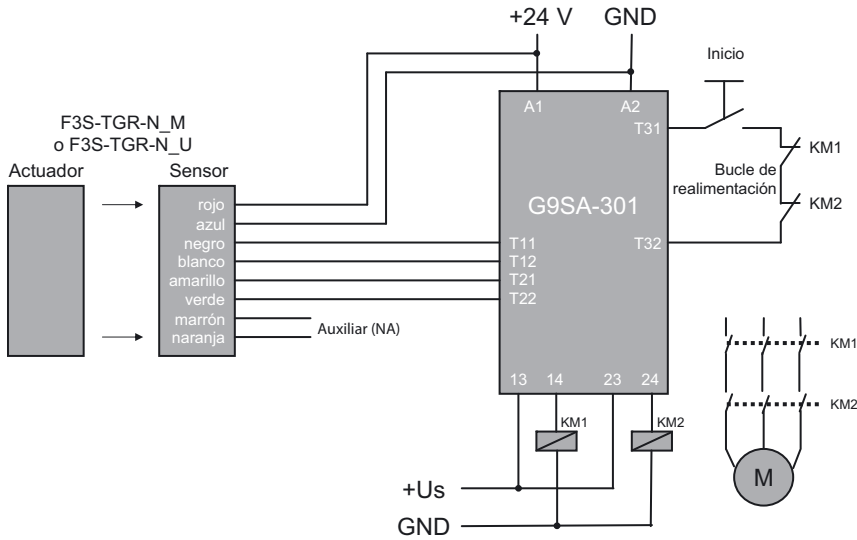 +24 V GND
Inicio
F3S-TGR-N_M
o F3S-TGR-N_U
Actuador Sensor
A1 A2
T31
KM1
Bucle de
realimentación
KM2
G9SA-301
rojo
azul
negro T11 T32
blanco T12
amarillo T21
verde T22
marrón
naranja
Auxiliar (NA)
13 14 23 24
KM1 KM2
KM1
KM2
M
+Us
GND